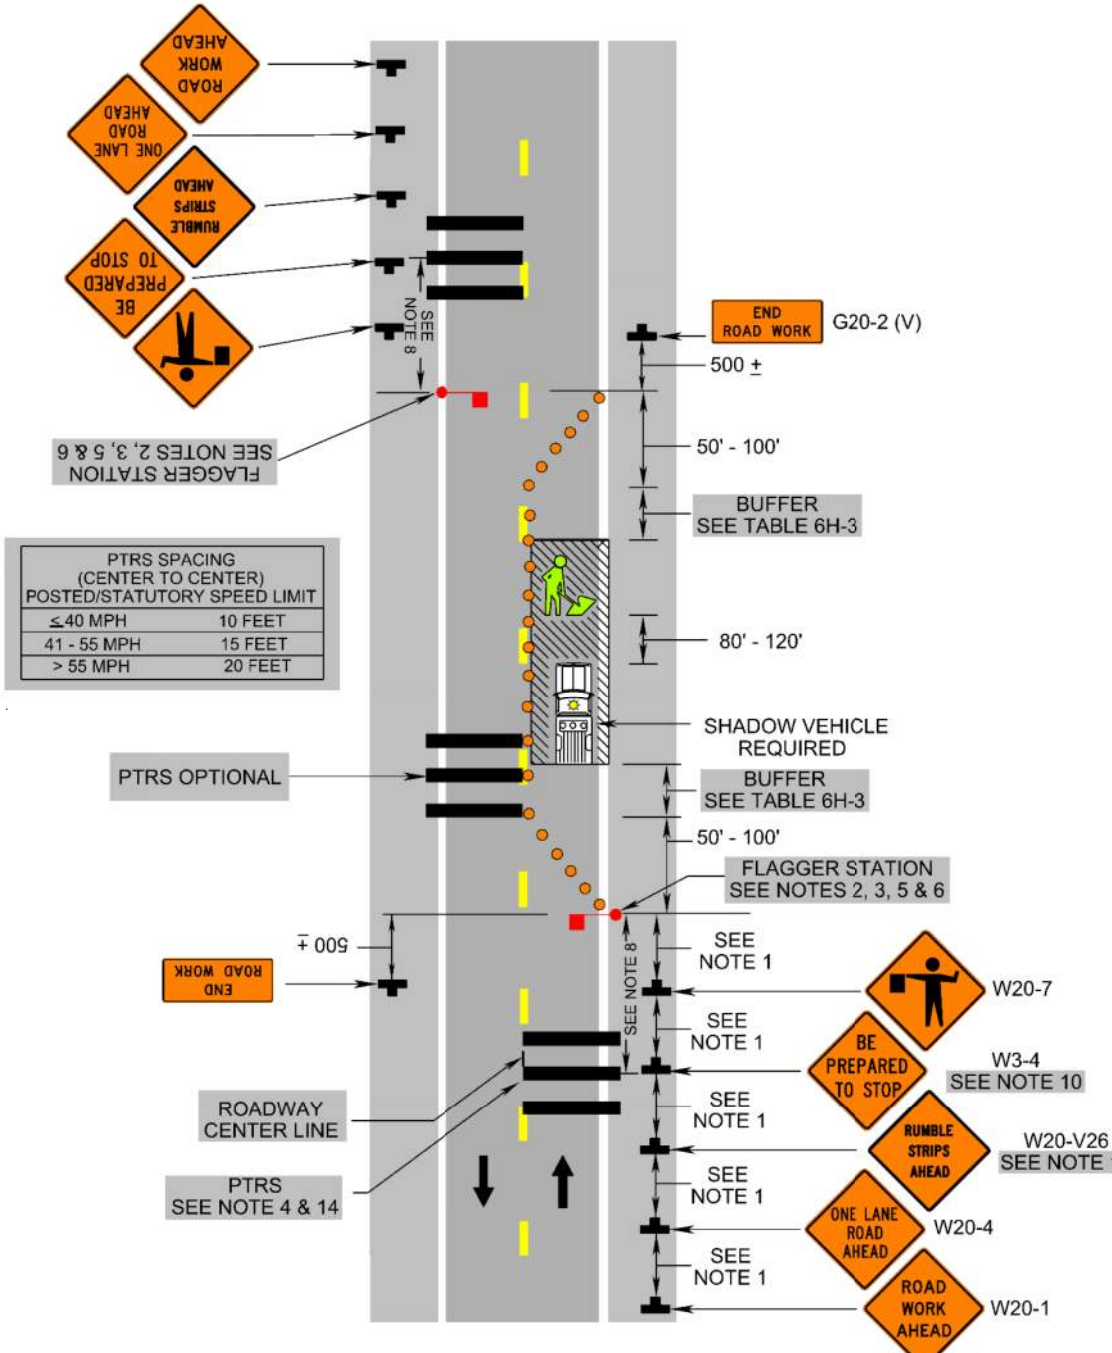 ROAD
WORK
AHEAD
ONE LANE
ROAD
AHEAD
RUMBLE
STRIPS
AHEAD
BE
PREPARED
TO STOP
SEE
NOTE 8
END
ROAD WORK
G20-2 (V)
500 ±
50' - 100'
FLAGGER STATION
SEE NOTES 2, 3, 5 & 6
BUFFER
SEE TABLE 6H-3
PTRS SPACING
(CENTER TO CENTER)
POSTED/STATUTORY SPEED LIMIT
≤40 MPH 10 FEET
41 - 55 MPH 15 FEET
> 55 MPH 20 FEET
80' - 120'
SHADOW VEHICLE
REQUIRED
PTRS OPTIONAL
BUFFER
SEE TABLE 6H-3
50' - 100'
FLAGGER STATION
SEE NOTES 2, 3, 5 & 6
500 ±
END
ROAD WORK
SEE NOTE 8
SEE
NOTE 1
W20-7
SEE
NOTE 1
BE
PREPARED
TO STOP
W3-4
SEE NOTE 10
ROADWAY
CENTER LINE
SEE
NOTE 1
RUMBLE
STRIPS
AHEAD
W20-V26
SEE NOTE
PTRS
SEE NOTE 4 & 14
SEE
NOTE 1
ONE LANE
ROAD
AHEAD
W20-4
SEE
NOTE 1
ROAD
WORK
AHEAD
W20-1